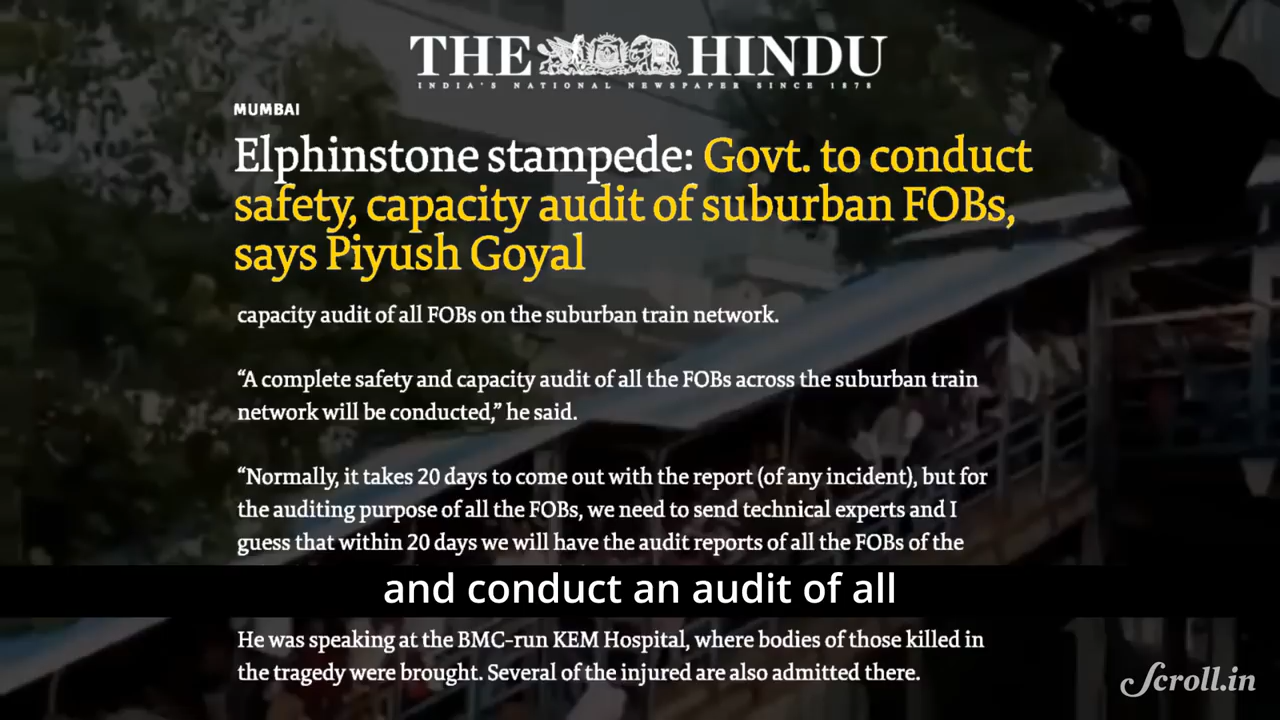 THE HINDU
INDIA'S NATIONAL NEWSPAPER SINCE 1878
MUMBAI
Elphinstone stampede: Govt. to conduct
safety, capacity audit of suburban FOBs,
says Piyush Goyal
capacity audit of all FOBs on the suburban train network.
“A complete safety and capacity audit of all the FOBs across the suburban train
network will be conducted,” he said.
“Normally, it takes 20 days to come out with the report (of any incident), but for
the auditing purpose of all the FOBs, we need to send technical experts and I
guess that within 20 days we will have the audit reports of all the FOBs of the
and conduct an audit of all
He was speaking at the BMC-run KEM Hospital, where bodies of those killed in
the tragedy were brought. Several of the injured are also admitted there.
Scroll.in